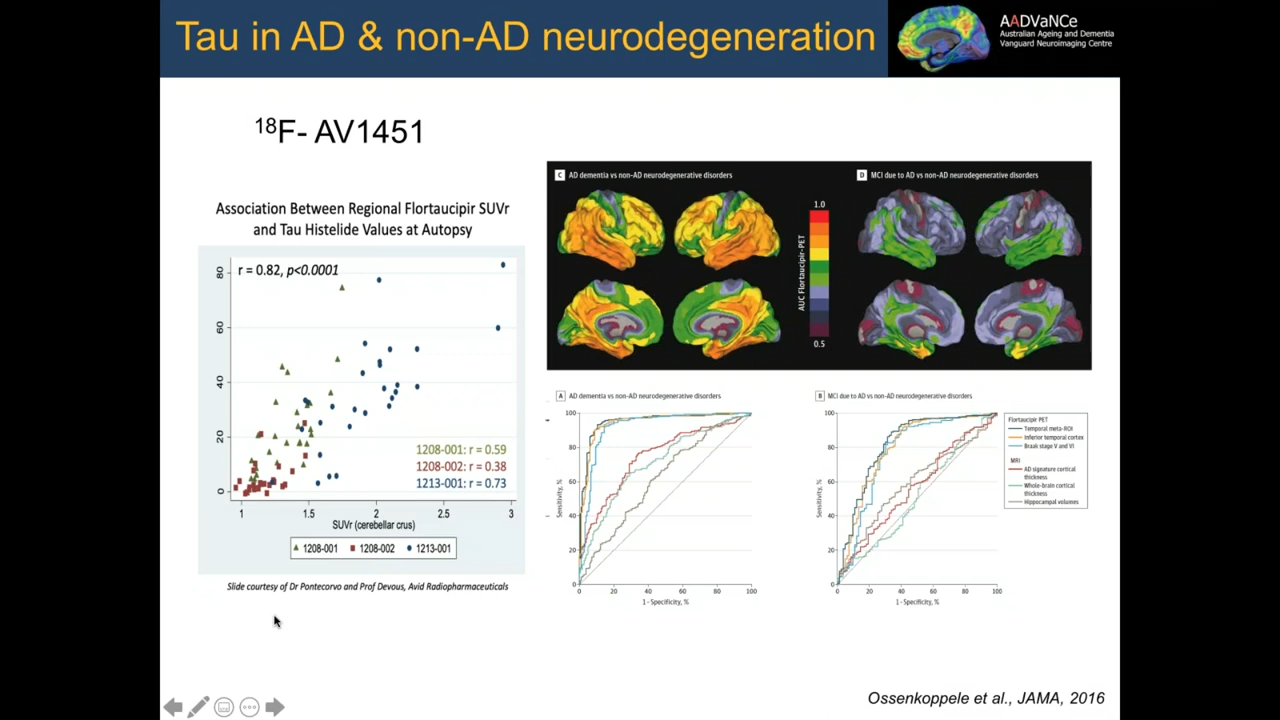 Tau in AD & non-AD neurodegeneration
AADVaNCe
Australian Ageing and Dementia
Vanguard Neuroimaging Centre
18F- AV1451
Association Between Regional Flortaucipir SUVr
and Tau Histelide Values at Autopsy
r = 0.82, p<0.0001
80
60
40
20
0
1208-001: r = 0.59
1208-002: r = 0.38
1213-001: r = 0.73
1 1.5 2 2.5 3
SUVr (cerebellar crus)
1208-001 1208-002 1213-001
Slide courtesy of Dr Pontecorvo and Prof Devous, Avid Radiopharmaceuticals
C AD dementia vs non-AD neurodegenerative disorders
1.0
AUC Flortaucipir-PET
0.5
D MCI due to AD vs non-AD neurodegenerative disorders
A AD dementia vs non-AD neurodegenerative disorders
100
80
60
40
20
0
Sensitivity, %
0 20 40 60 80 100
1-Specificity, %
B MCI due to AD vs non-AD neurodegenerative disorders
100
80
60
40
20
0
Sensitivity, %
0 20 40 60 80 100
1-Specificity, %
Flortaucipir PET
Temporal meta-ROI
Inferior temporal cortex
Braak stage V and VI
MRI
AD signature cortical
thickness
Whole-brain cortical
thickness
Hippocampal volumes
Ossenkoppele et al., JAMA, 2016